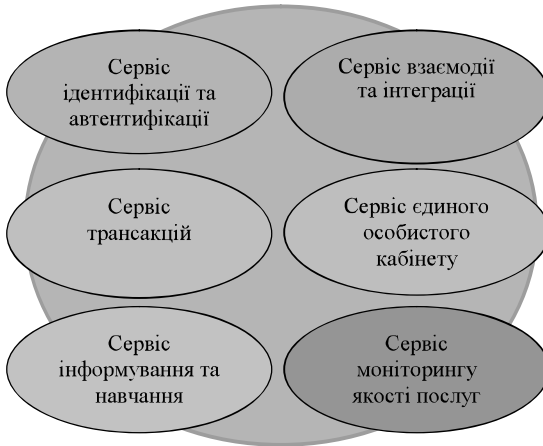 Сервіс
ідентифікації та
автентифікації
Сервіс взаємодії
та інтеграції
Сервіс
трансакцій
Сервіс єдиного
особистого
кабінету
Сервіс
інформування та
навчання
Сервіс
моніторингу
якості послуг